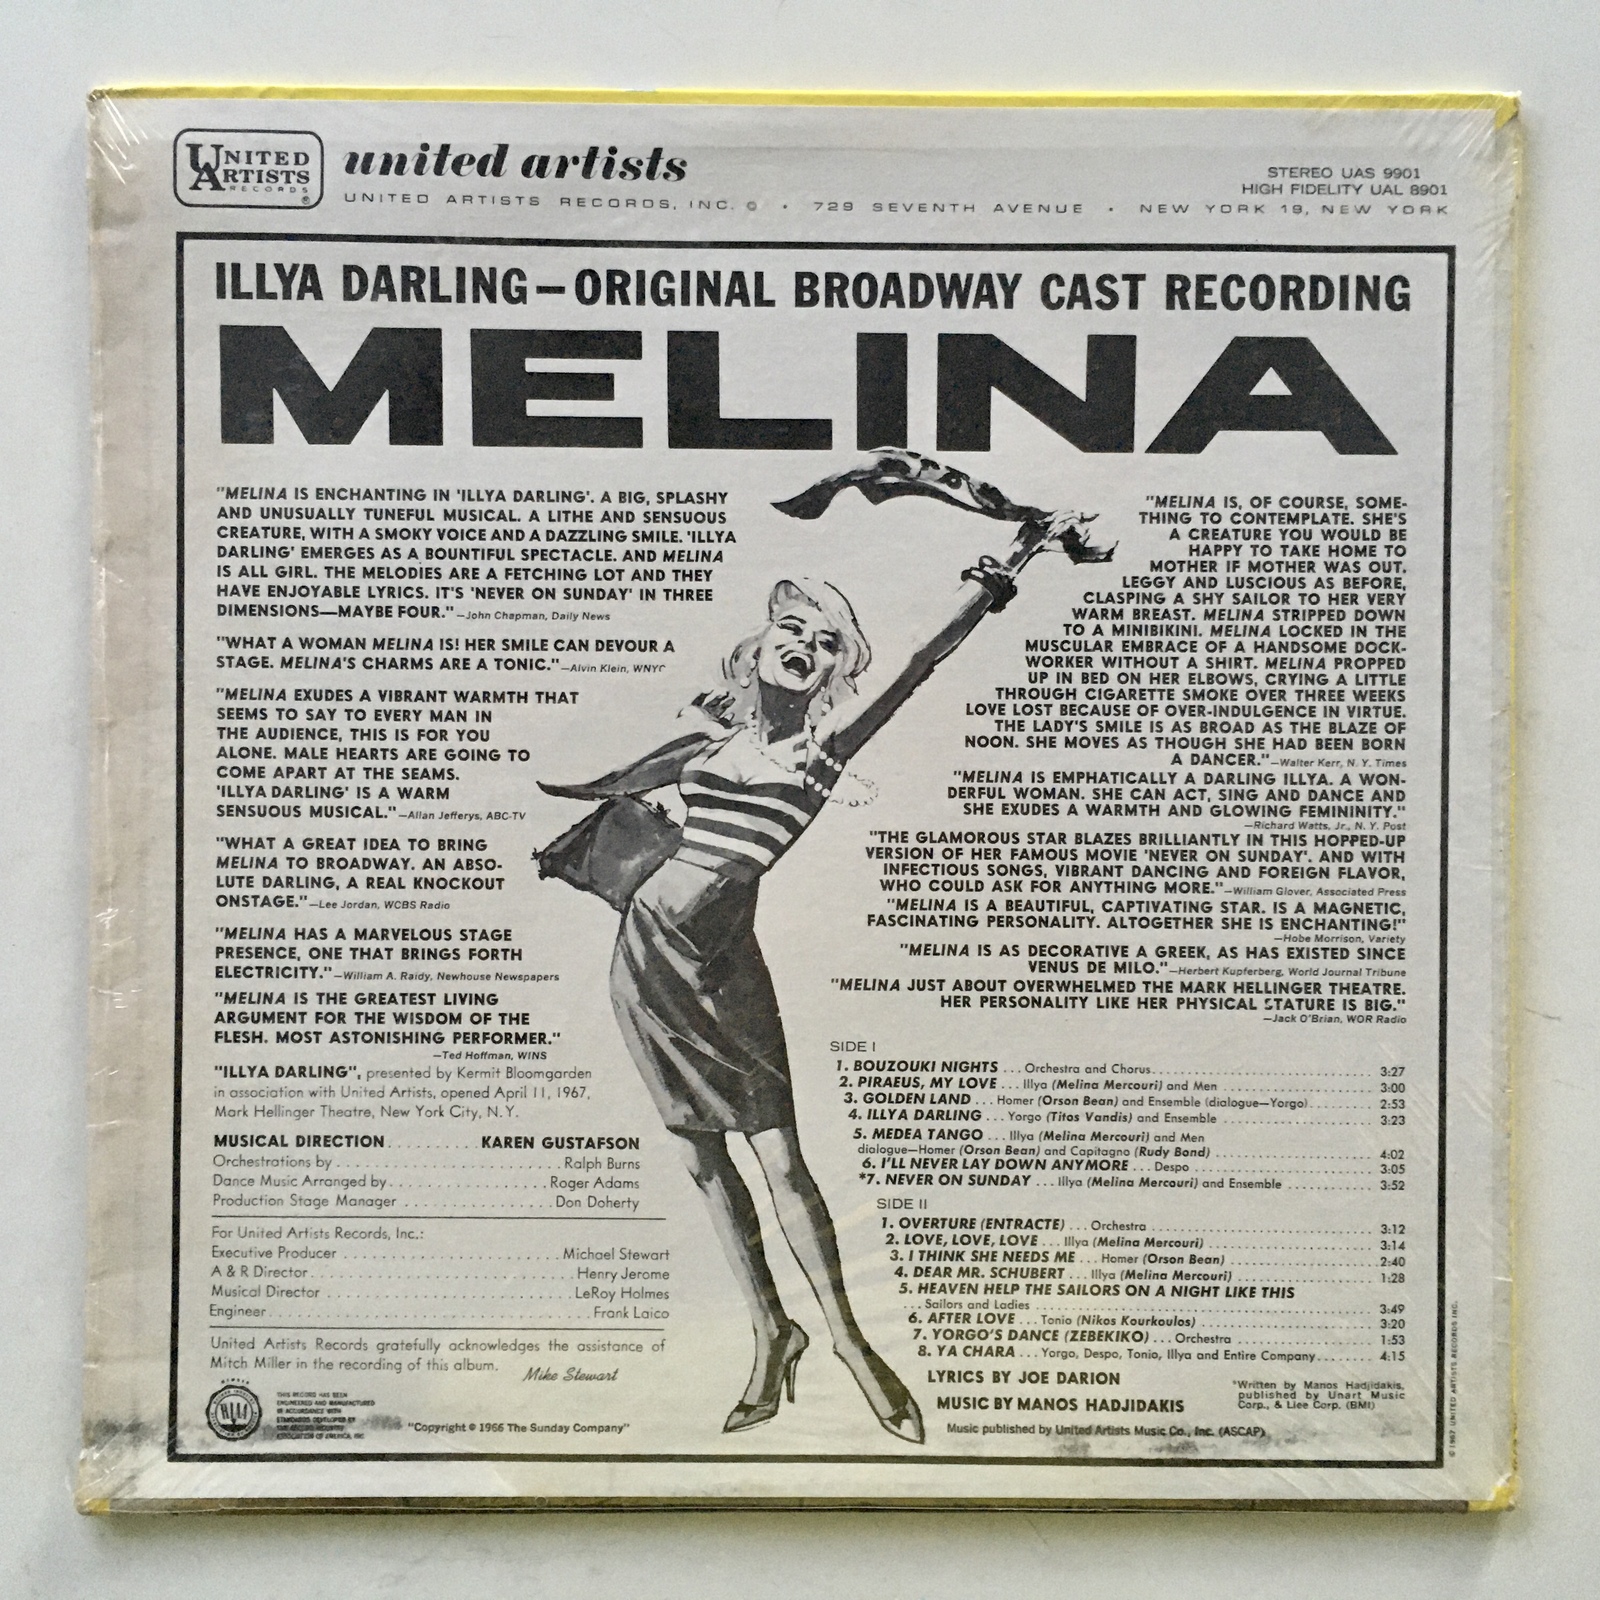 UNITED
ARTISTS
RECORDS
®
united artists
UNITED ARTISTS RECORDS, INC. • 729 SEVENTH AVENUE • NEW YORK 19, NEW YORK
STEREO UAS 9901
HIGH FIDELITY UAL 8901
ILLYA DARLING—ORIGINAL BROADWAY CAST RECORDING
MELINA
"MELINA IS ENCHANTING IN 'ILLYA DARLING'. A BIG, SPLASHY
AND UNUSUALLY TUNEFUL MUSICAL. A LITHE AND SENSUOUS
CREATURE, WITH A SMOKY VOICE AND A DAZZLING SMILE. 'ILLYA
DARLING' EMERGES AS A BOUNTIFUL SPECTACLE. AND MELINA
IS ALL GIRL. THE MELODIES ARE A FETCHING LOT AND THEY
HAVE ENJOYABLE LYRICS. IT'S 'NEVER ON SUNDAY' IN THREE
DIMENSIONS—MAYBE FOUR." —John Chapman, Daily News
"WHAT A WOMAN MELINA IS! HER SMILE CAN DEVOUR A
STAGE. MELINA'S CHARMS ARE A TONIC." —Alvin Klein, WNYC
"MELINA EXUDES A VIBRANT WARMTH THAT
SEEMS TO SAY TO EVERY MAN IN
THE AUDIENCE, THIS IS FOR YOU
ALONE. MALE HEARTS ARE GOING TO
COME APART AT THE SEAMS.
'ILLYA DARLING' IS A WARM
SENSUOUS MUSICAL." —Allan Jefferys, ABC-TV
"WHAT A GREAT IDEA TO BRING
MELINA TO BROADWAY. AN ABSO-
LUTE DARLING, A REAL KNOCKOUT
ONSTAGE." —Lee Jordan, WCBS Radio
"MELINA HAS A MARVELOUS STAGE
PRESENCE, ONE THAT BRINGS FORTH
ELECTRICITY." —William A. Raidy, Newhouse Newspapers
"MELINA IS THE GREATEST LIVING
ARGUMENT FOR THE WISDOM OF THE
FLESH. MOST ASTONISHING PERFORMER."
—Ted Hoffman, WINS
"ILLYA DARLING", presented by Kermit Bloomgarden
in association with United Artists, opened April 11, 1967,
Mark Hellinger Theatre, New York City, N.Y.
MUSICAL DIRECTION.........KAREN GUSTAFSON
Orchestrations by.........Ralph Burns
Dance Music Arranged by.........Roger Adams
Production Stage Manager.........Don Doherty
For United Artists Records, Inc.:
Executive Producer.........Michael Stewart
A & R Director.........Henry Jerome
Musical Director.........LeRoy Holmes
Engineer.........Frank Laico
United Artists Records gratefully acknowledges the assistance of
Mitch Miller in the recording of this album.
Mike Stewart
MEMBER
RIAA
THIS RECORD HAS BEEN
ENGINEERED AND MANUFACTURED
IN ACCORDANCE WITH
STANDARDS DEVELOPED BY
"Copyright © 1966 The Sunday Company"
"MELINA IS, OF COURSE, SOME-
THING TO CONTEMPLATE. SHE'S
A CREATURE YOU WOULD BE
HAPPY TO TAKE HOME TO
MOTHER IF MOTHER WAS OUT.
LEGGY AND LUSCIOUS AS BEFORE,
CLASPING A SHY SAILOR TO HER VERY
WARM BREAST. MELINA STRIPPED DOWN
TO A MINIBIKINI. MELINA LOCKED IN THE
MUSCULAR EMBRACE OF A HANDSOME DOCK-
WORKER WITHOUT A SHIRT. MELINA PROPPED
UP IN BED ON HER ELBOWS, CRYING A LITTLE
THROUGH CIGARETTE SMOKE OVER THREE WEEKS
LOVE LOST BECAUSE OF OVER-INDULGENCE IN VIRTUE.
THE LADY'S SMILE IS AS BROAD AS THE BLAZE OF
NOON. SHE MOVES AS THOUGH SHE HAD BEEN BORN
A DANCER." —Walter Kerr, N. Y. Times
"MELINA IS EMPHATICALLY A DARLING ILLYA. A WON-
DERFUL WOMAN. SHE CAN ACT, SING AND DANCE AND
SHE EXUDES A WARMTH AND GLOWING FEMININITY."
—Richard Watts, Jr., N. Y. Post
"THE GLAMOROUS STAR BLAZES BRILLIANTLY IN THIS HOPPED-UP
VERSION OF HER FAMOUS MOVIE 'NEVER ON SUNDAY'. AND WITH
INFECTIOUS SONGS, VIBRANT DANCING AND FOREIGN FLAVOR,
WHO COULD ASK FOR ANYTHING MORE." —William Glover, Associated Press
"MELINA IS A BEAUTIFUL, CAPTIVATING STAR. IS A MAGNETIC,
FASCINATING PERSONALITY. ALTOGETHER SHE IS ENCHANTING!"
—Hobe Morrison, Variety
"MELINA IS AS DECORATIVE A GREEK, AS HAS EXISTED SINCE
VENUS DE MILO." —Herbert Kupferberg, World Journal Tribune
"MELINA JUST ABOUT OVERWHELMED THE MARK HELLINGER THEATRE.
HER PERSONALITY LIKE HER PHYSICAL STATURE IS BIG."
—Jack O'Brian, WOR Radio
SIDE I
1. BOUZOUKI NIGHTS ... Orchestra and Chorus......... 3:27
2. PIRAEUS, MY LOVE ... Illya (Melina Mercouri) and Men......... 3:00
3. GOLDEN LAND ... Homer (Orson Bean) and Ensemble (dialogue—Yorgo)......... 2:53
4. ILLYA DARLING ... Yorgo (Titos Vandis) and Ensemble......... 3:23
5. MEDEA TANGO ... Illya (Melina Mercouri) and Men
dialogue—Homer (Orson Bean) and Capitagno (Rudy Bond)......... 4:02
6. I'LL NEVER LAY DOWN ANYMORE ... Despo......... 3:05
*7. NEVER ON SUNDAY ... Illya (Melina Mercouri) and Ensemble......... 3:52
SIDE II
1. OVERTURE (ENTRACTE) ... Orchestra......... 3:12
2. LOVE, LOVE, LOVE ... Illya (Melina Mercouri)......... 3:14
3. I THINK SHE NEEDS ME ... Homer (Orson Bean)......... 2:40
4. DEAR MR. SCHUBERT ... Illya (Melina Mercouri)......... 1:28
5. HEAVEN HELP THE SAILORS ON A NIGHT LIKE THIS
... Sailors and Ladies......... 3:49
6. AFTER LOVE ... Tonio (Nikos Kourkoulos)......... 3:20
7. YORGO'S DANCE (ZEBEKIKO) ... Orchestra......... 1:53
8. YA CHARA ... Yorgo, Despo, Tonio, Illya and Entire Company......... 4:15
LYRICS BY JOE DARION
MUSIC BY MANOS HADJIDAKIS
Music published by United Artists Music Co., Inc. (ASCAP)
*Written by Manos Hadjidakis,
published by Unart Music
Corp., & Llee Corp. (BMI)
© 1967 UNITED ARTISTS RECORDS INC.